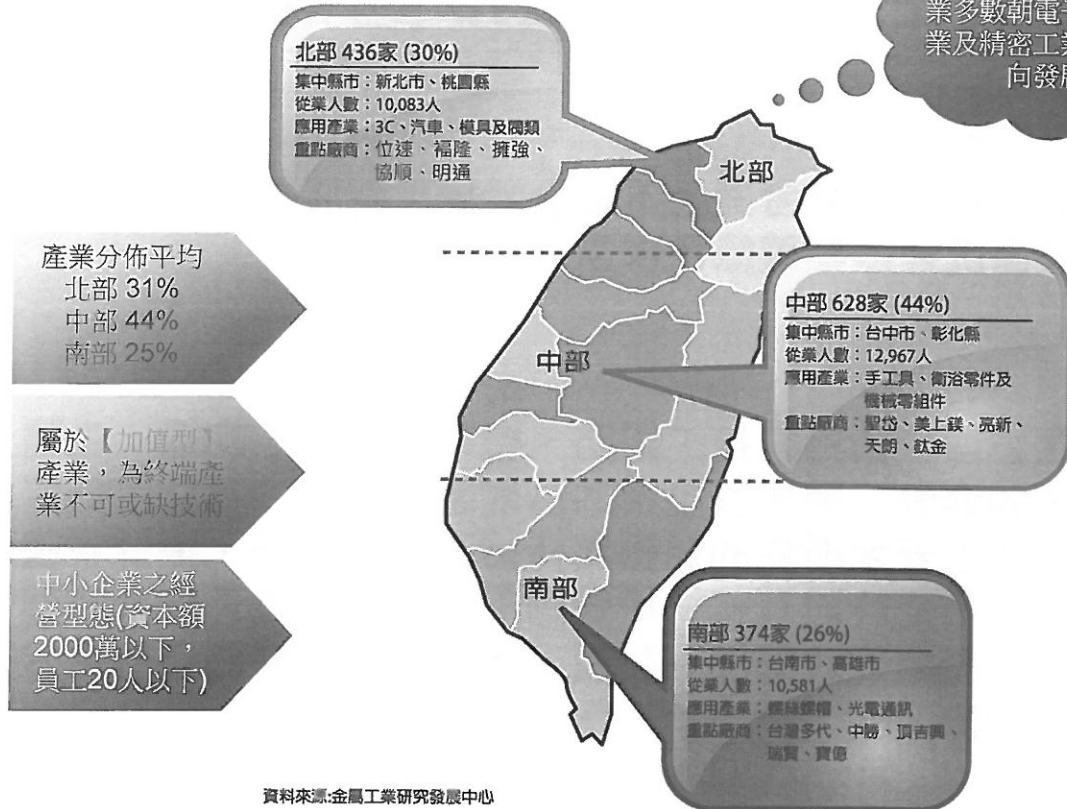 業多數朝電
業及精密工業
向發展
北部 436家 (30%)
集中縣市：新北市、桃園縣
從業人數：10,083人
應用產業：3C、汽車、模具及閥類
重點廠商：位速、福隆、擁強、
協順、明通
北部
產業分佈平均
北部 31%
中部 44%
南部 25%
中部 628家 (44%)
集中縣市：台中市、彰化縣
從業人數：12,967人
應用產業：手工具、衛浴零件及
機械零組件
重點廠商：聖岱、美上鎂、亮新、
天朗、鈦金
中部
屬於【加值型】
產業，為終端產
業不可或缺技術
中小企業之經
營型態(資本額
2000萬以下，
員工20人以下)
南部
南部 374家 (26%)
集中縣市：台南市、高雄市
從業人數：10,581人
應用產業：螺絲螺帽、光電通訊
重點廠商：台灣多代、中勝、頂吉興、
瑞賢、寶億
資料來源:金屬工業研究發展中心